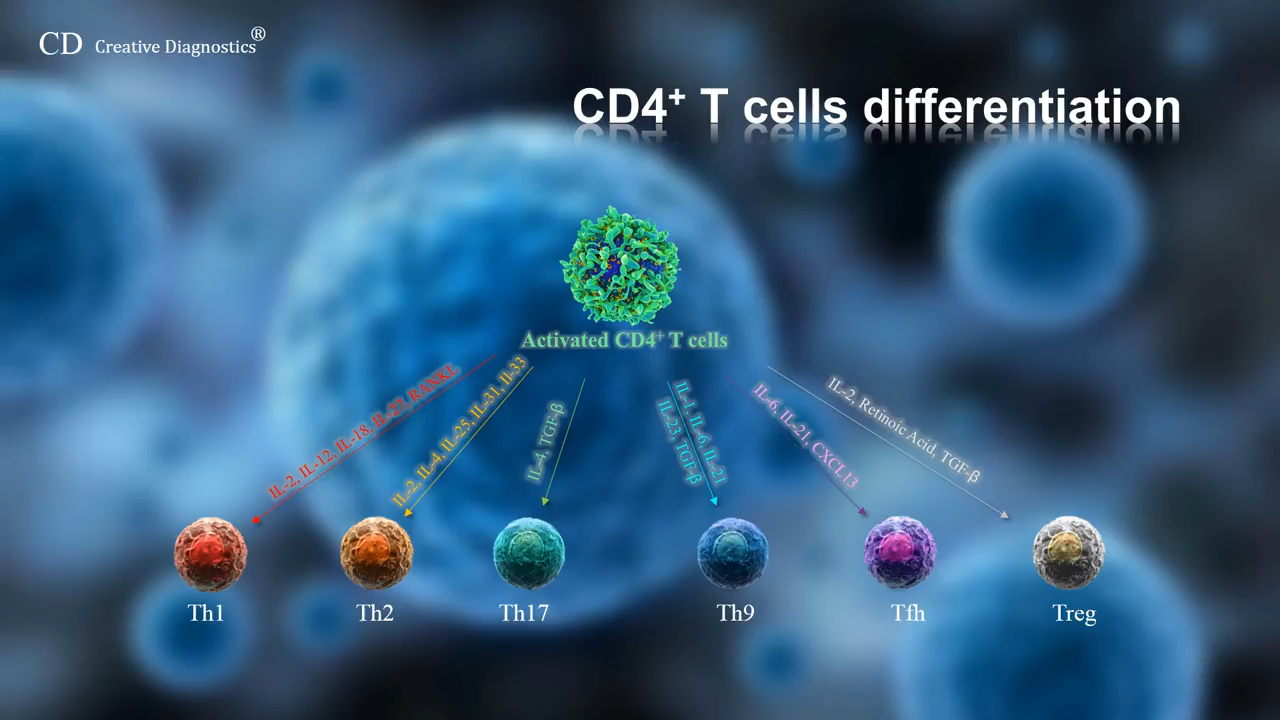 CD Creative Diagnostics®
CD4⁺ T cells differentiation
Activated CD4⁺ T cells
IL-2, IL-12, IL-18, IL-27, RANKL
IL-2, IL-4, IL-25, IL-31, Il-33
IL-4, TGF-β
IL-1, IL-6, IL-21
IL-23, TGF-β
IL-6, IL-21, CXCL13
IL-2, Retinoic Acid, TGF-β
Th1
Th2
Th17
Th9
Tfh
Treg